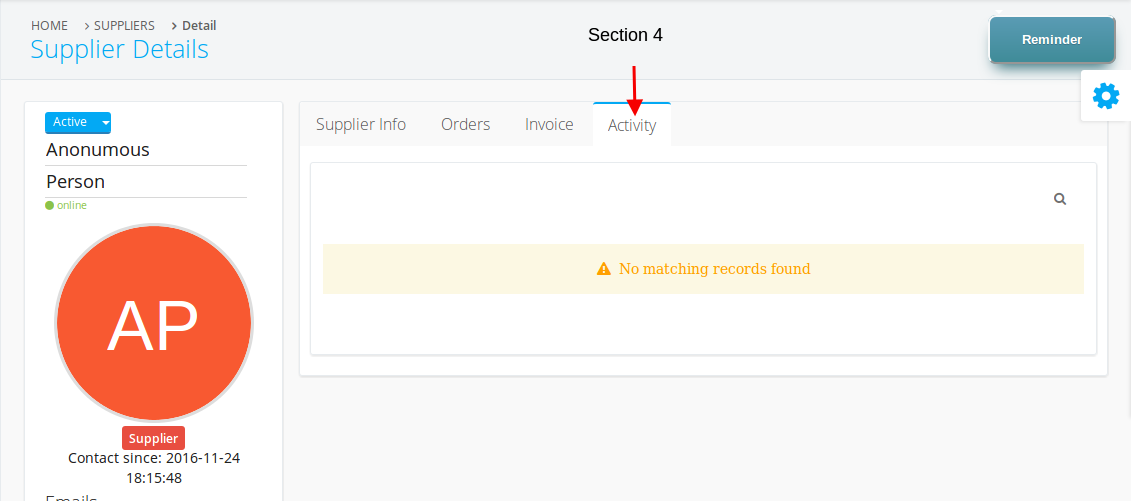 HOME > SUPPLIERS > Detail
Supplier Details
Section 4
Reminder
Active
Anonumous
Person
online
AP
Supplier
Contact since: 2016-11-24
18:15:48
Emails
Supplier Info Orders Invoice Activity
No matching records found